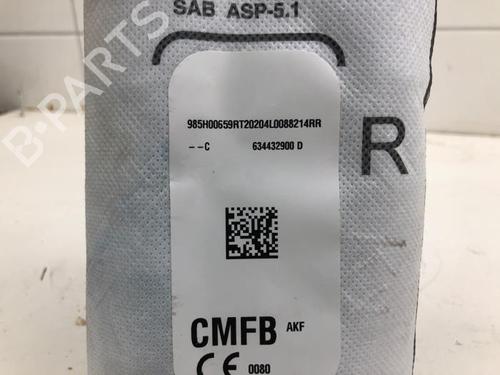 SAB ASP-5.1
B-PARTS
985H00659RT20204L0088214RR
--C 634432900 D
R
CMFB AKF
CE 0080